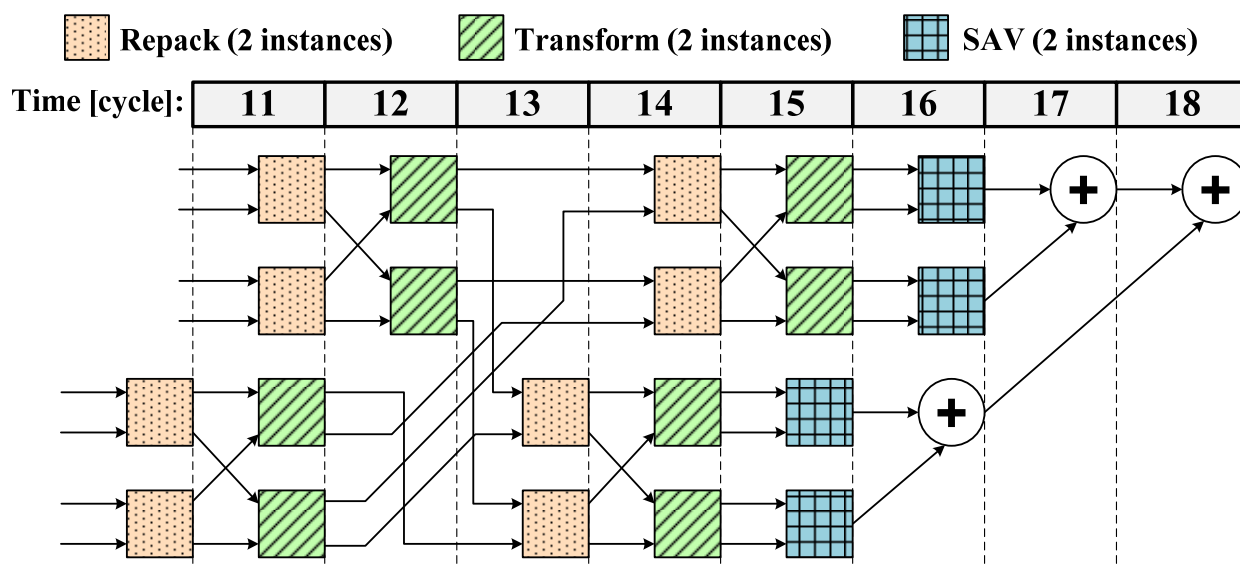 Repack (2 instances) Transform (2 instances) SAV (2 instances)
Time [cycle]: 11 12 13 14 15 16 17 18
+ +
+